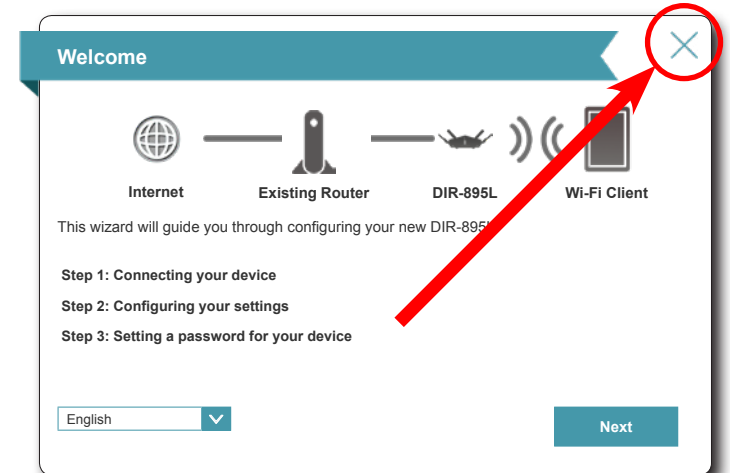 Welcome
Internet
Existing Router
DIR-895L
Wi-Fi Client
This wizard will guide you through configuring your new DIR-895L
Step 1: Connecting your device
Step 2: Configuring your settings
Step 3: Setting a password for your device
English
Next